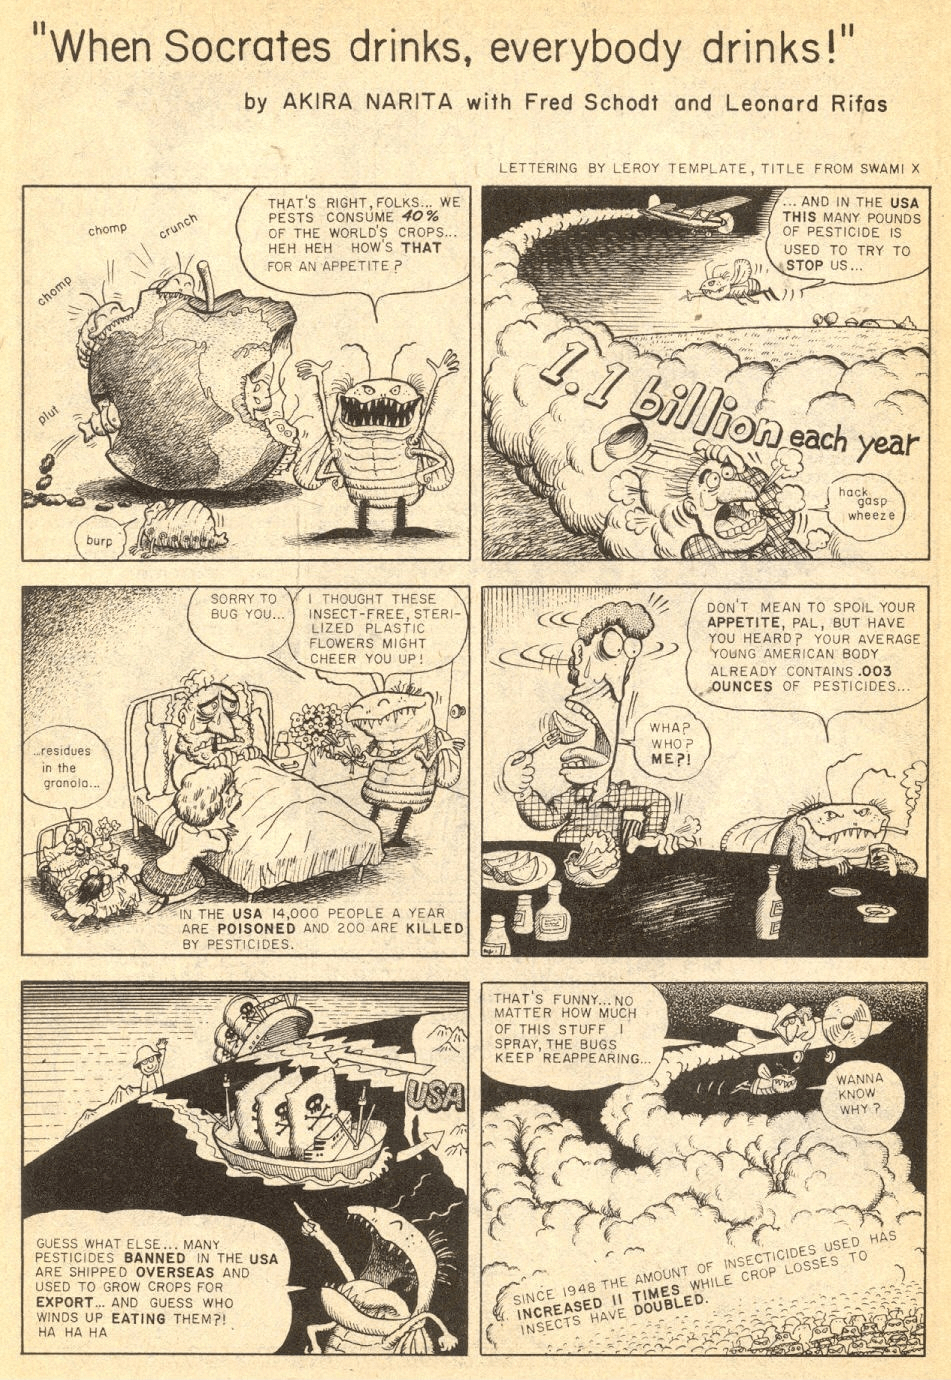 "When Socrates drinks, everybody drinks!"
by AKIRA NARITA with Fred Schodt and Leonard Rifas
LETTERING BY LEROY TEMPLATE, TITLE FROM SWAMI X
chomp
crunch
chomp
plut
burp
THAT'S RIGHT, FOLKS... WE
PESTS CONSUME 40%
OF THE WORLD'S CROPS...
HEH HEH HOW'S THAT
FOR AN APPETITE?
...AND IN THE USA
THIS MANY POUNDS
OF PESTICIDE IS
USED TO TRY TO
STOP US...
1.1 billion each year
hack
gasp
wheeze
SORRY TO
BUG YOU...
I THOUGHT THESE
INSECT-FREE, STERI-
LIZED PLASTIC
FLOWERS MIGHT
CHEER YOU UP!
...residues
in the
granola...
IN THE USA 14,000 PEOPLE A YEAR
ARE POISONED AND 200 ARE KILLED
BY PESTICIDES.
DON'T MEAN TO SPOIL YOUR
APPETITE, PAL, BUT HAVE
YOU HEARD? YOUR AVERAGE
YOUNG AMERICAN BODY
ALREADY CONTAINS .003
OUNCES OF PESTICIDES...
WHA?
WHO?
ME?!
USA
GUESS WHAT ELSE... MANY
PESTICIDES BANNED IN THE USA
ARE SHIPPED OVERSEAS AND
USED TO GROW CROPS FOR
EXPORT... AND GUESS WHO
WINDS UP EATING THEM?!
HA HA HA
THAT'S FUNNY... NO
MATTER HOW MUCH
OF THIS STUFF I
SPRAY, THE BUGS
KEEP REAPPEARING...
WANNA
KNOW
WHY?
SINCE 1948 THE AMOUNT OF INSECTICIDES USED HAS
INCREASED 11 TIMES WHILE CROP LOSSES TO
INSECTS HAVE DOUBLED.